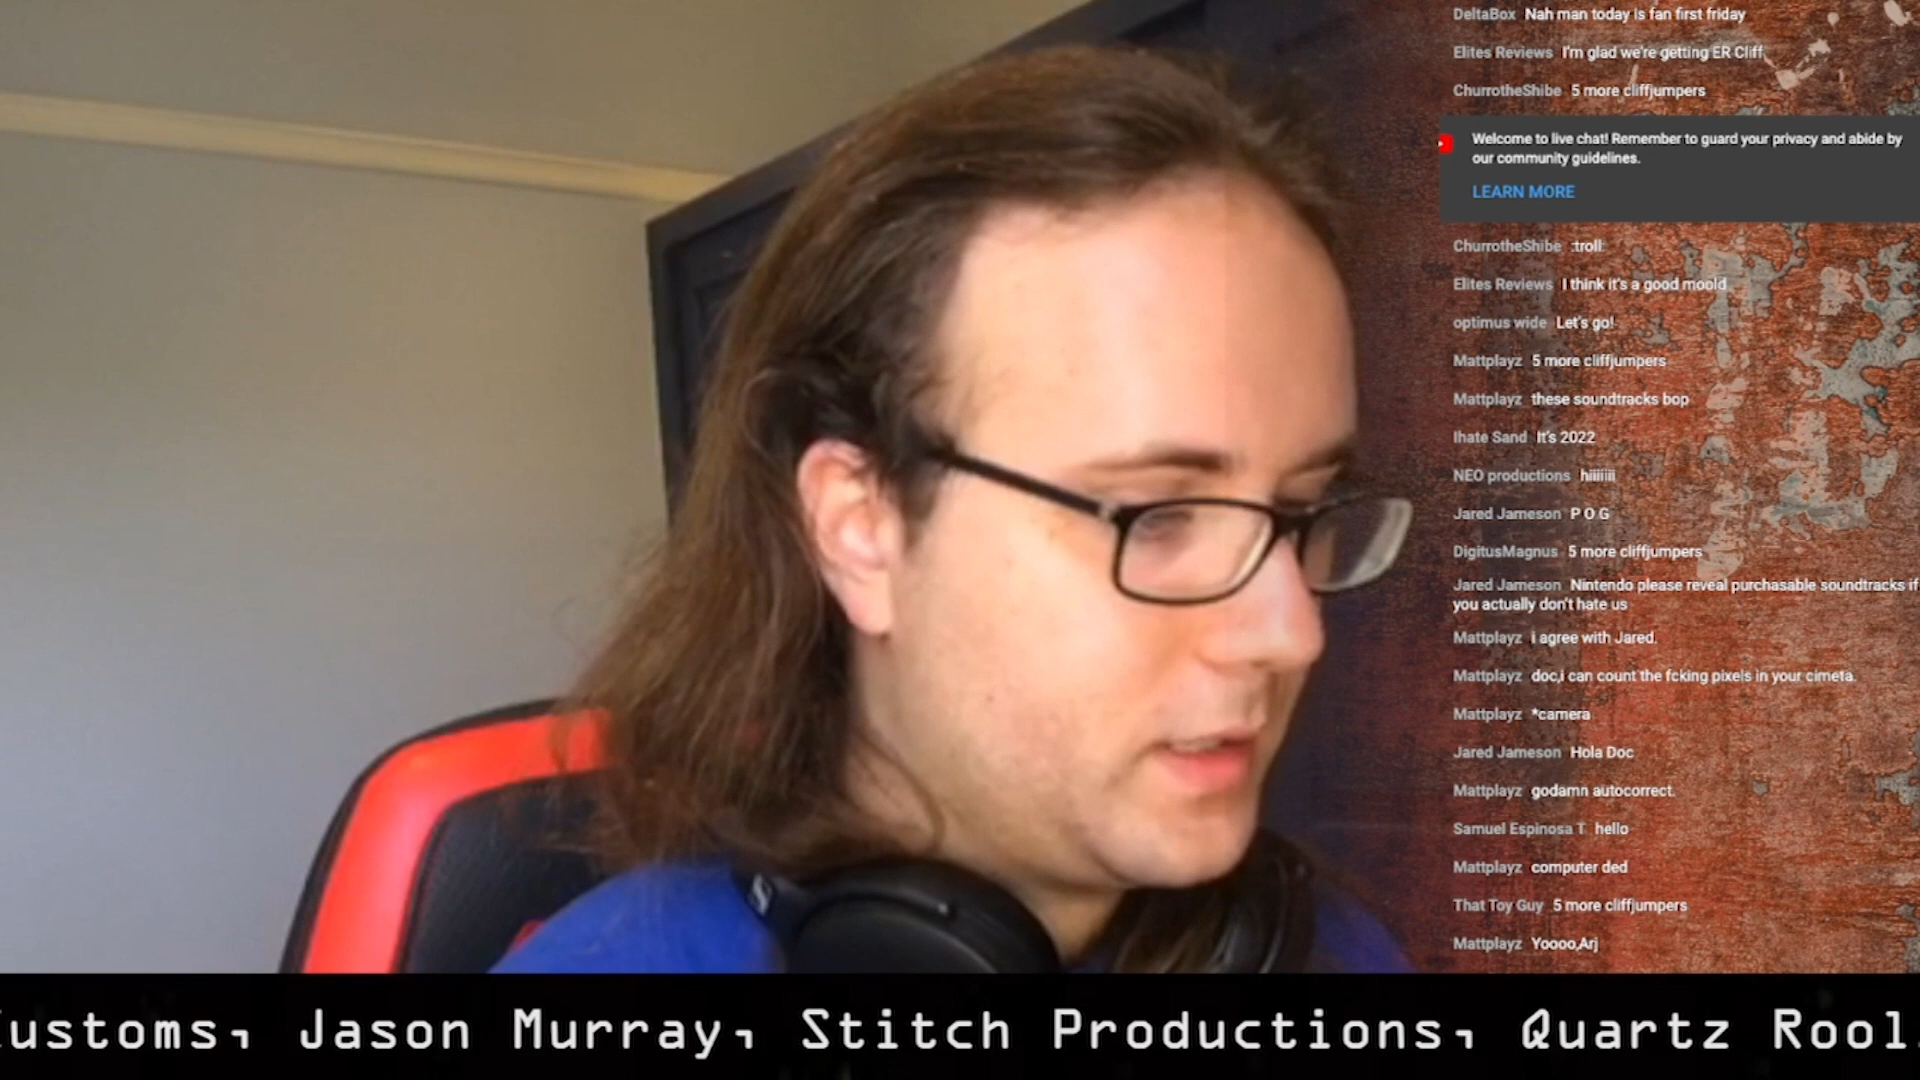 DeltaBox Nah man today is fan first friday
Elites Reviews I'm glad we're getting ER Cliff
ChurrotheShibe 5 more cliffjumpers
Welcome to live chat! Remember to guard your privacy and abide by
our community guidelines.
LEARN MORE
ChurrotheShibe :troll:
Elites Reviews I think it's a good moold
optimus wide Let's go!
Mattplayz 5 more cliffjumpers
Mattplayz these soundtracks bop
Ihate Sand It's 2022
NEO productions hiiiiiii
Jared Jameson P O G
DigitusMagnus 5 more cliffjumpers
Jared Jameson Nintendo please reveal purchasable soundtracks if
you actually don't hate us
Mattplayz i agree with Jared.
Mattplayz doc,i can count the fcking pixels in your cimeta.
Mattplayz *camera
Jared Jameson Hola Doc
Mattplayz godamn autocorrect.
Samuel Espinosa T hello
Mattplayz computer ded
That Toy Guy 5 more cliffjumpers
Mattplayz Yoooo,Arj
ustoms, Jason Murray, Stitch Productions, Quartz Rool